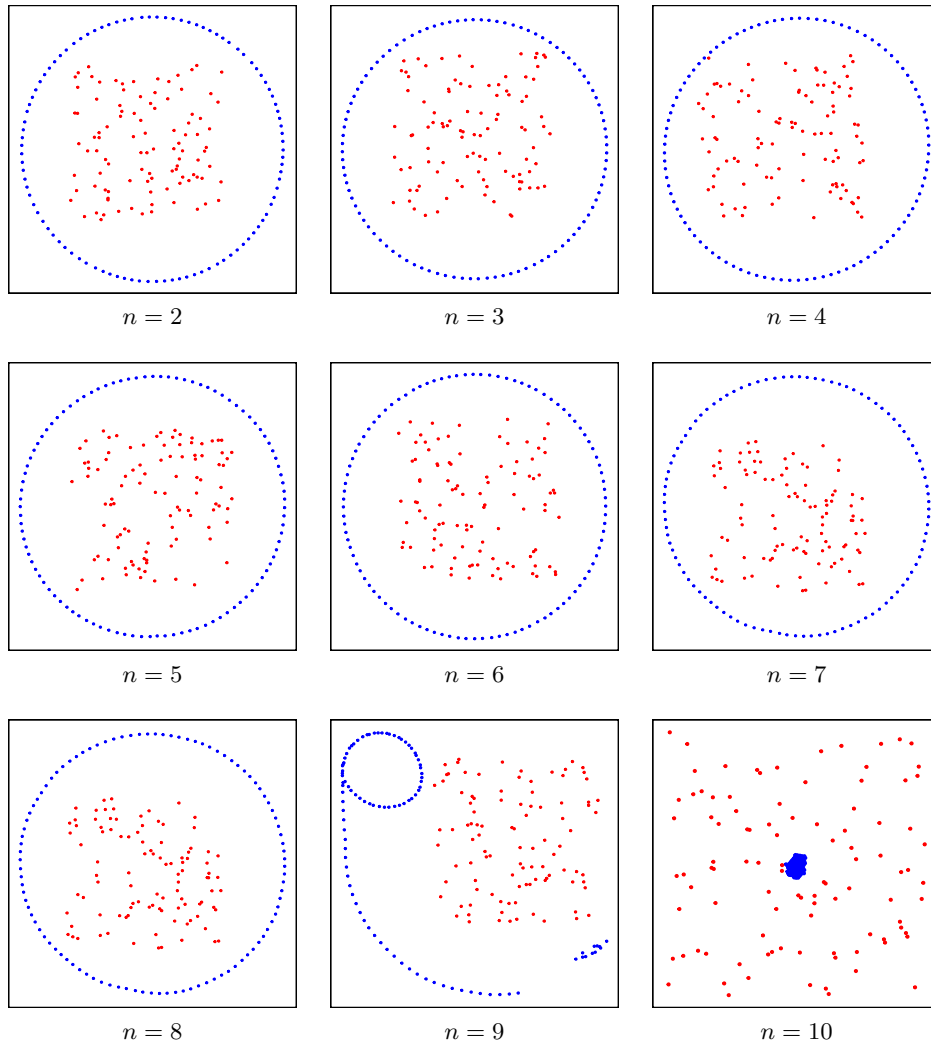 n = 2 n = 3 n = 4
n = 5 n = 6 n = 7
n = 8 n = 9 n = 10